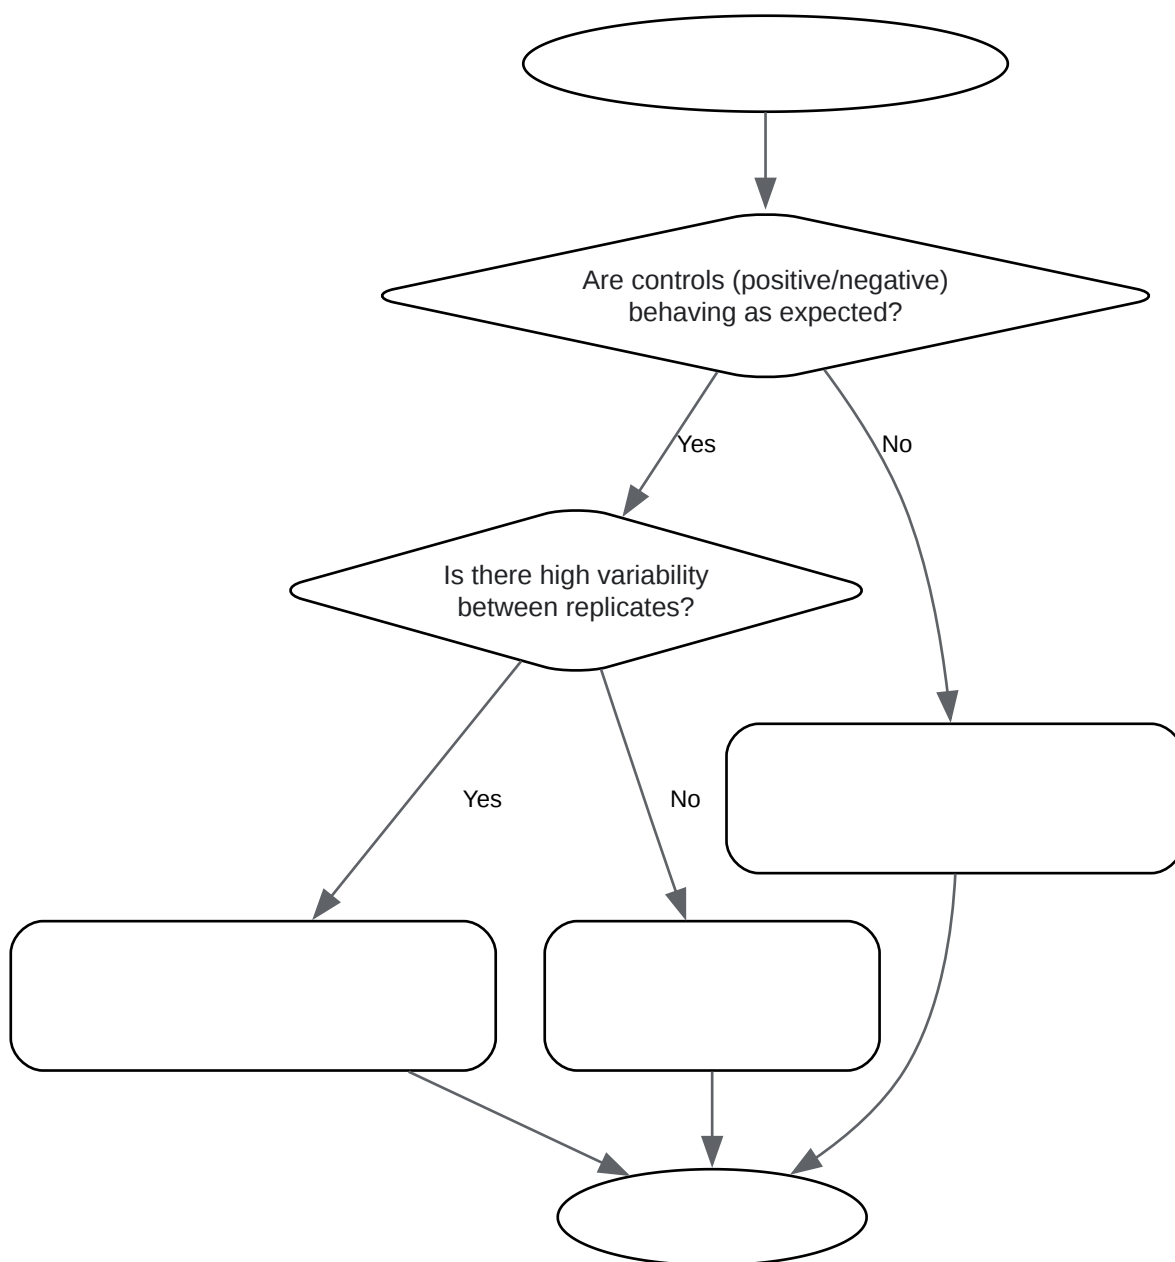 Are controls (positive/negative)
behaving as expected?
Yes
No
Is there high variability
between replicates?
Yes
No